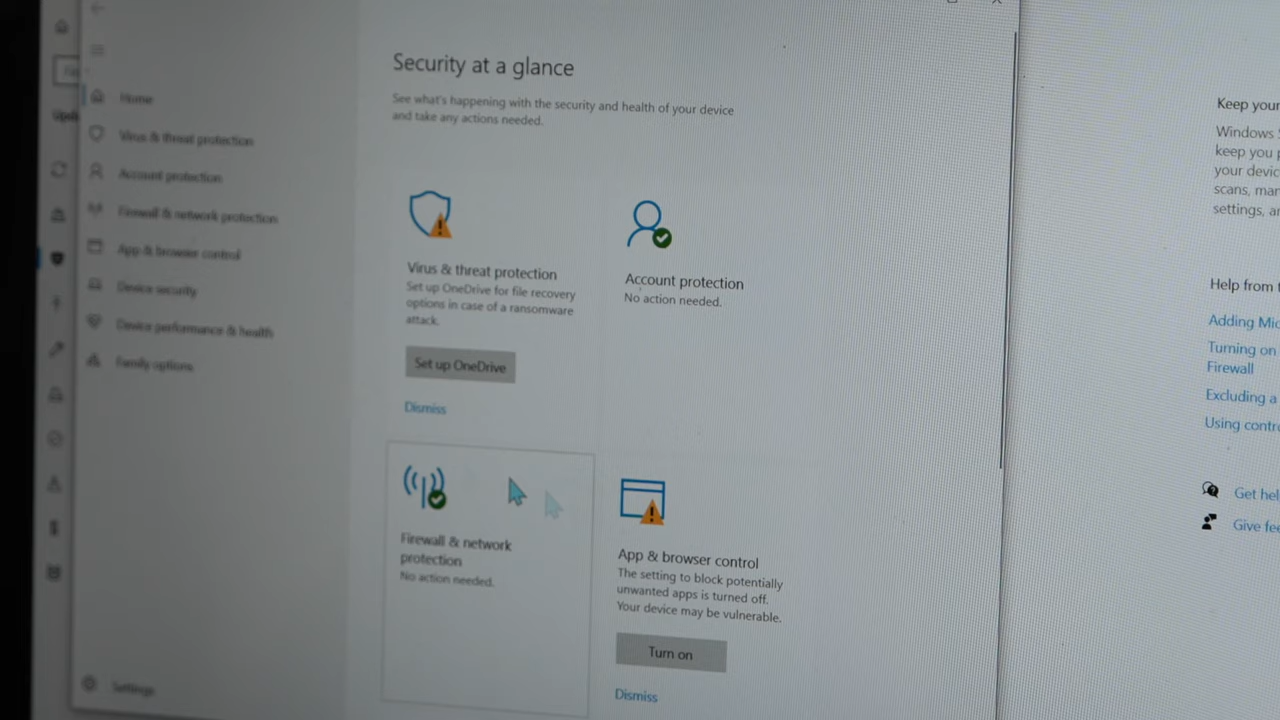 Security at a glance
See what's happening with the security and health of your device
and take any actions needed.
Home
Virus & threat protection
Account protection
Firewall & network protection
App & browser control
Device security
Device performance & health
Family options
Settings
Virus & threat protection
Set up OneDrive for file recovery
options in case of a ransomware
attack.
Set up OneDrive
Dismiss
Account protection
No action needed.
Firewall & network
protection
No action needed.
App & browser control
The setting to block potentially
unwanted apps is turned off.
Your device may be vulnerable.
Turn on
Dismiss
Keep your
Windows
keep you
your devic
scans, mar
settings, a
Help from
Adding Mic
Turning on
Firewall
Excluding a
Using contr
Get hel
Give fee